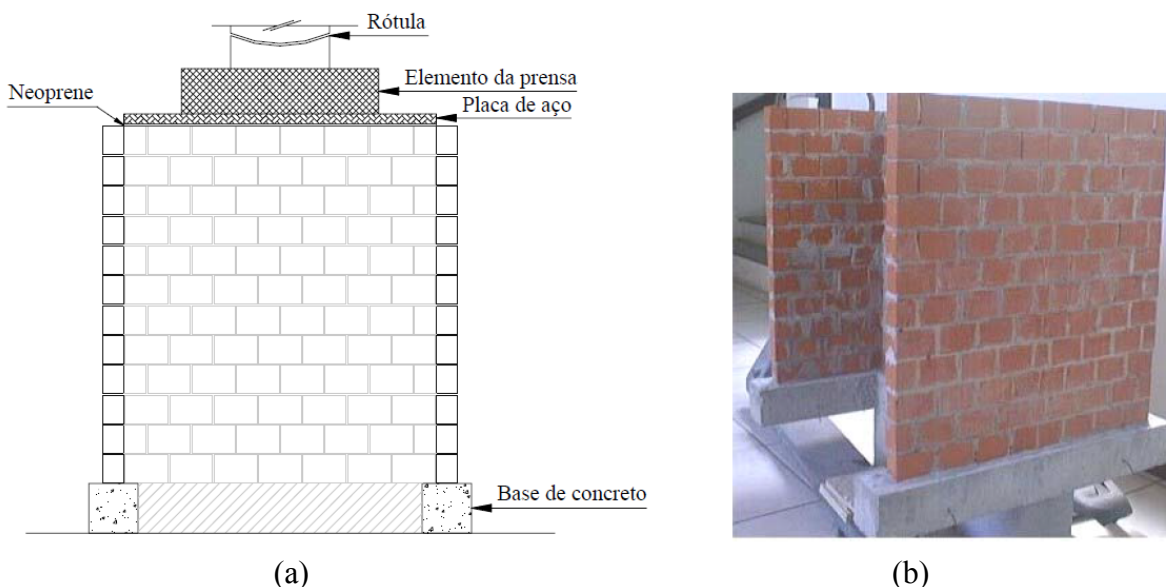 Rótula
Elemento da prensa
Neoprene
Placa de aço
Base de concreto
(a)
(b)